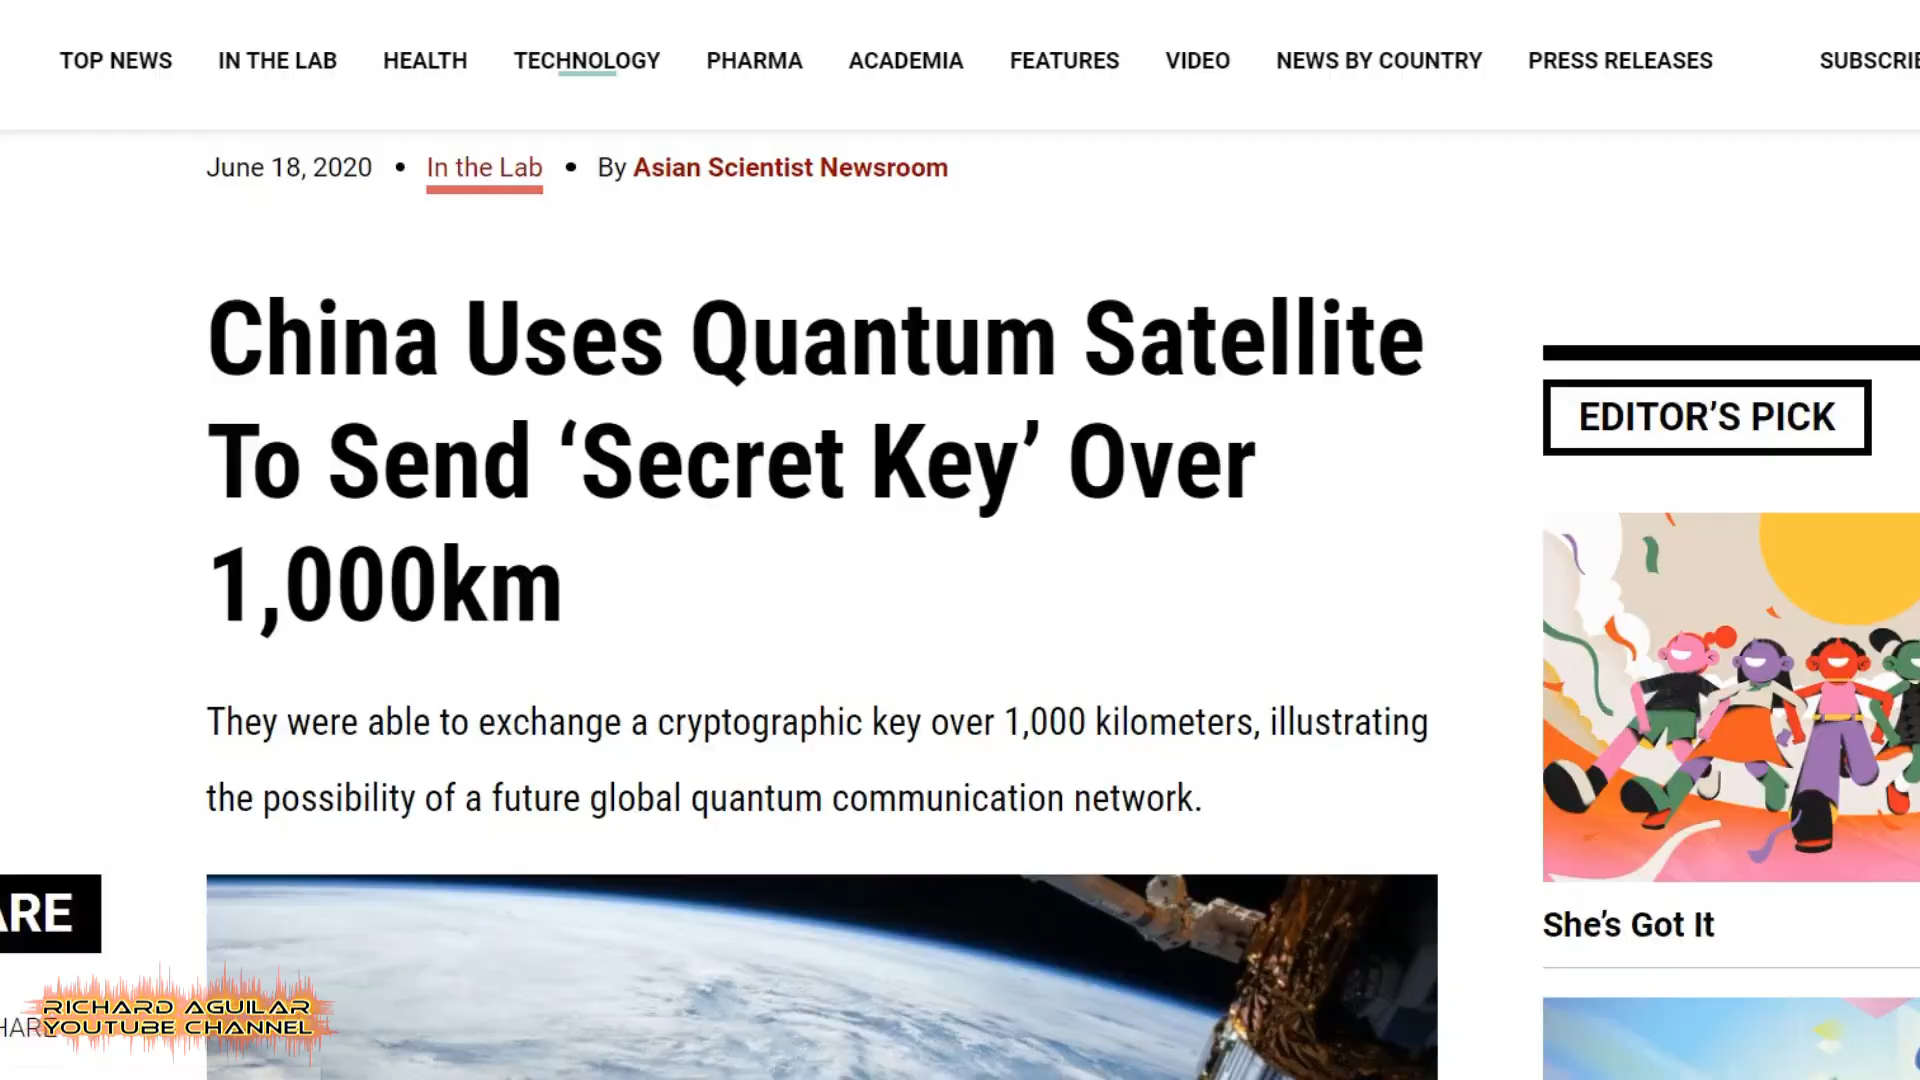 TOP NEWS IN THE LAB HEALTH TECHNOLOGY PHARMA ACADEMIA FEATURES VIDEO NEWS BY COUNTRY PRESS RELEASES
June 18, 2020 • In the Lab • By Asian Scientist Newsroom
China Uses Quantum Satellite
To Send ‘Secret Key’ Over
1,000km
They were able to exchange a cryptographic key over 1,000 kilometers, illustrating
the possibility of a future global quantum communication network.
EDITOR’S PICK
She’s Got It
RICHARD AGUILAR
YOUTUBE CHANNEL